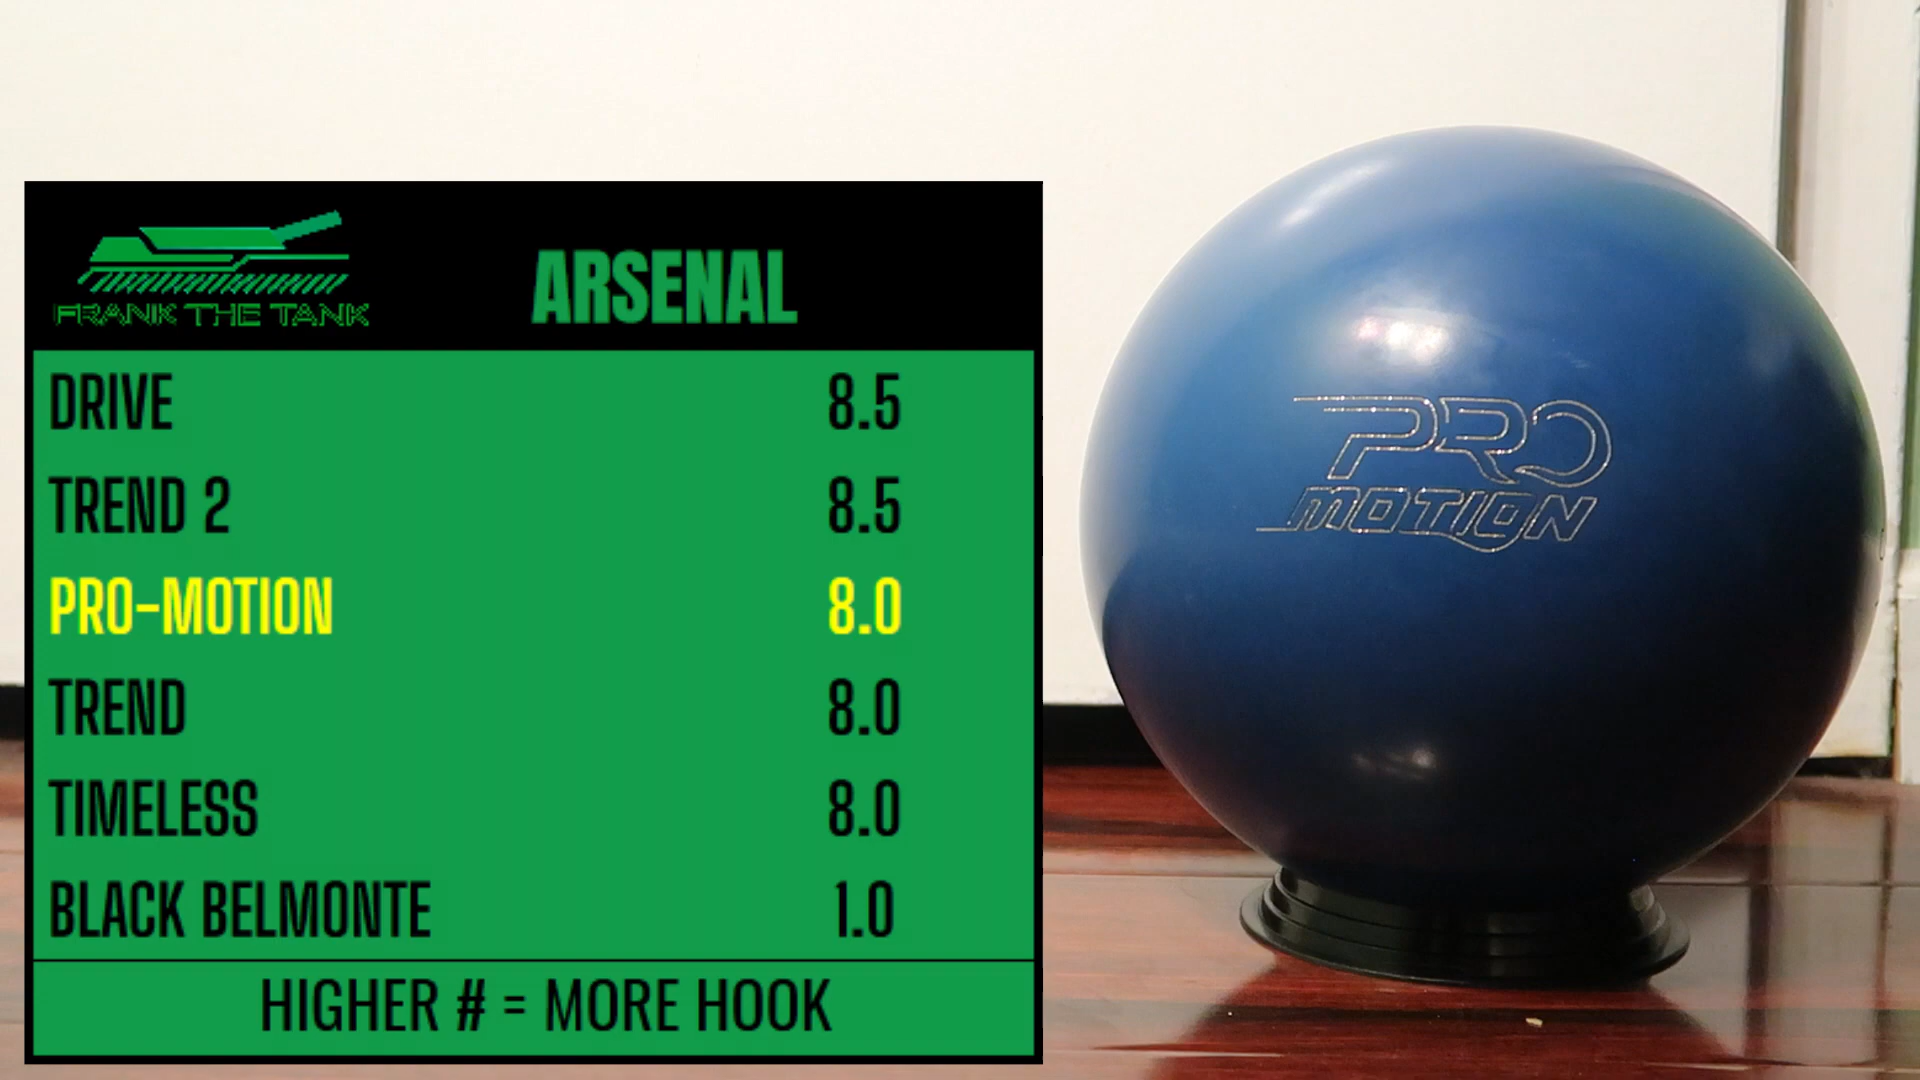 FRANK THE TANK
ARSENAL
DRIVE 8.5
TREND 2 8.5
PRO-MOTION 8.0
TREND 8.0
TIMELESS 8.0
BLACK BELMONTE 1.0
HIGHER # = MORE HOOK
PRO
MOTION